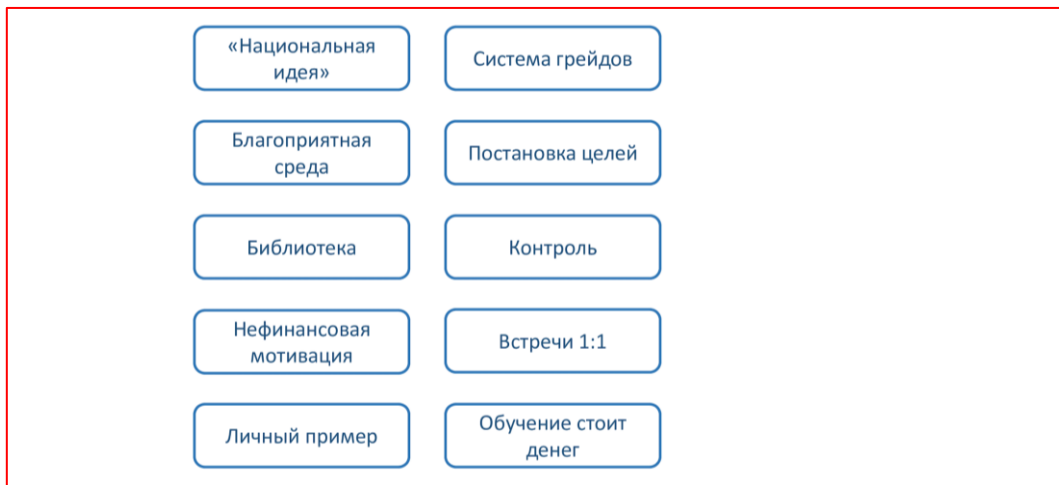 «Национальная
идея»
Система грейдов
Благоприятная
среда
Постановка целей
Библиотека
Контроль
Нефинансовая
мотивация
Встречи 1:1
Личный пример
Обучение стоит
денег